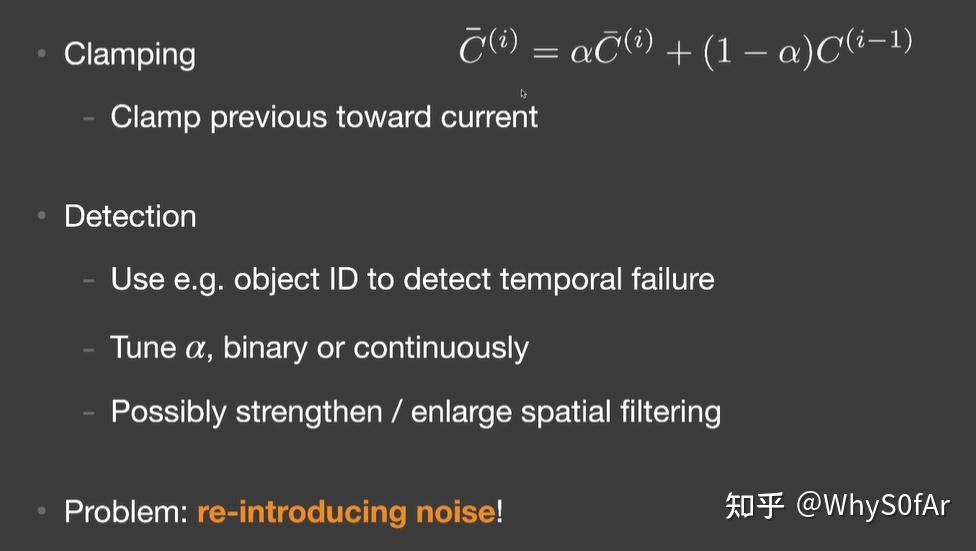 • Clamping
$\bar{C}^{(i)} = \alpha\bar{C}^{(i)} + (1 - \alpha)C^{(i-1)}$
- Clamp previous toward current
• Detection
- Use e.g. object ID to detect temporal failure
- Tune α, binary or continuously
- Possibly strengthen / enlarge spatial filtering
• Problem: re-introducing noise!
知乎 @WhyS0fAr